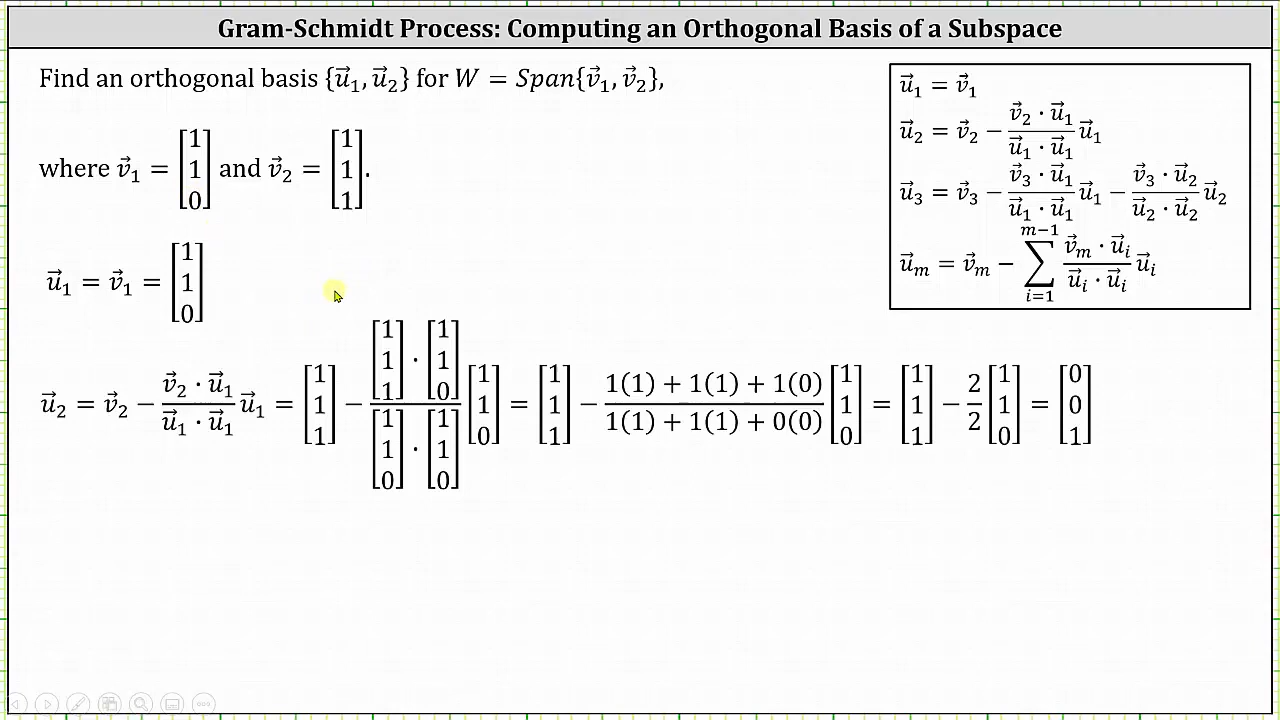 Gram-Schmidt Process: Computing an Orthogonal Basis of a Subspace
Find an orthogonal basis {u⃗₁, u⃗₂} for W = Span{v⃗₁, v⃗₂},
where v⃗₁ = [1 1 0] and v⃗₂ = [1 1 1].
u⃗₁ = v⃗₁ = [1 1 0]
u⃗₂ = v⃗₂ − (v⃗₂ · u⃗₁)/(u⃗₁ · u⃗₁) u⃗₁ = [1 1 1] − ([1 1 1] · [1 1 0])/([1 1 0] · [1 1 0]) [1 1 0] = [1 1 1] − (1(1) + 1(1) + 1(0))/(1(1) + 1(1) + 0(0)) [1 1 0] = [1 1 1] − 2/2 [1 1 0] = [0 0 1]
u⃗₁ = v⃗₁
u⃗₂ = v⃗₂ − (v⃗₂ · u⃗₁)/(u⃗₁ · u⃗₁) u⃗₁
u⃗₃ = v⃗₃ − (v⃗₃ · u⃗₁)/(u⃗₁ · u⃗₁) u⃗₁ − (v⃗₃ · u⃗₂)/(u⃗₂ · u⃗₂) u⃗₂
u⃗ₘ = v⃗ₘ − ∑ᵢ₌₁ᵐ⁻¹ (v⃗ₘ · u⃗ᵢ)/(u⃗ᵢ · u⃗ᵢ) u⃗ᵢ